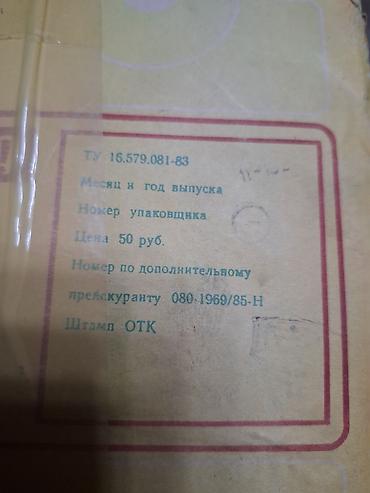 ТУ 16.579.081-83
Месяц и год выпуска
Номер упаковщика
Цена 50 руб.
Номер по дополнительному
прейскуранту 080-1969/85-Н
Штамп ОТК